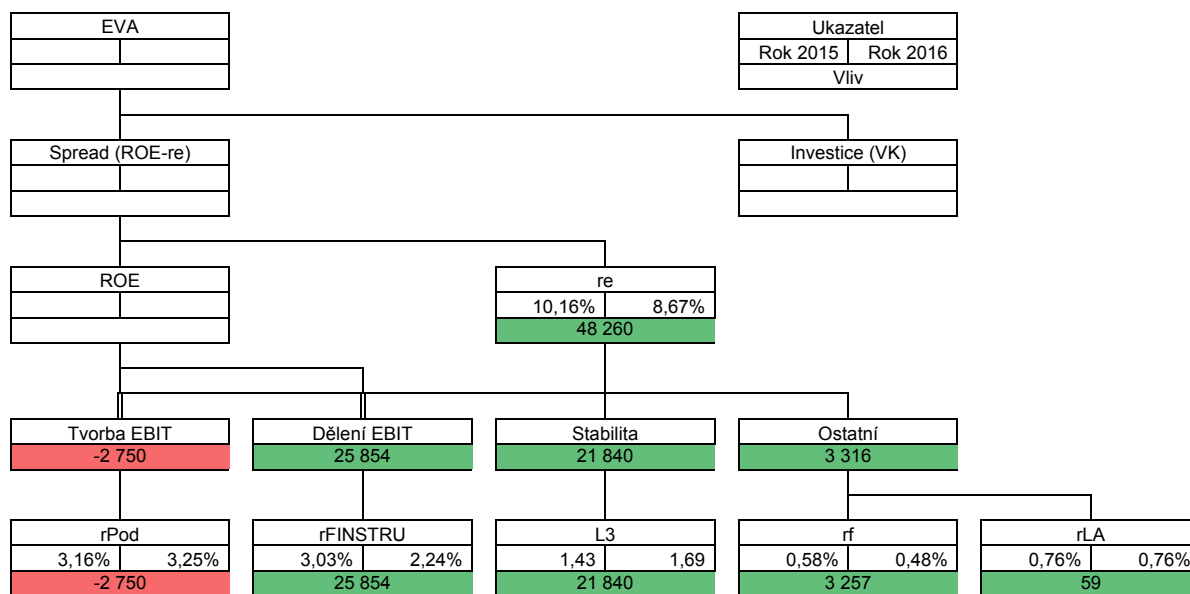 EVA
Ukazatel
Rok 2015 Rok 2016
Vliv
Spread (ROE-re)
Investice (VK)
ROE
re
10,16% 8,67%
48 260
Tvorba EBIT
Dělení EBIT
Stabilita
Ostatní
-2 750
25 854
21 840
3 316
rPod
rFINSTRU
L3
rf
rLA
3,16% 3,25%
3,03% 2,24%
1,43 1,69
0,58% 0,48%
0,76% 0,76%
-2 750
25 854
21 840
3 257
59